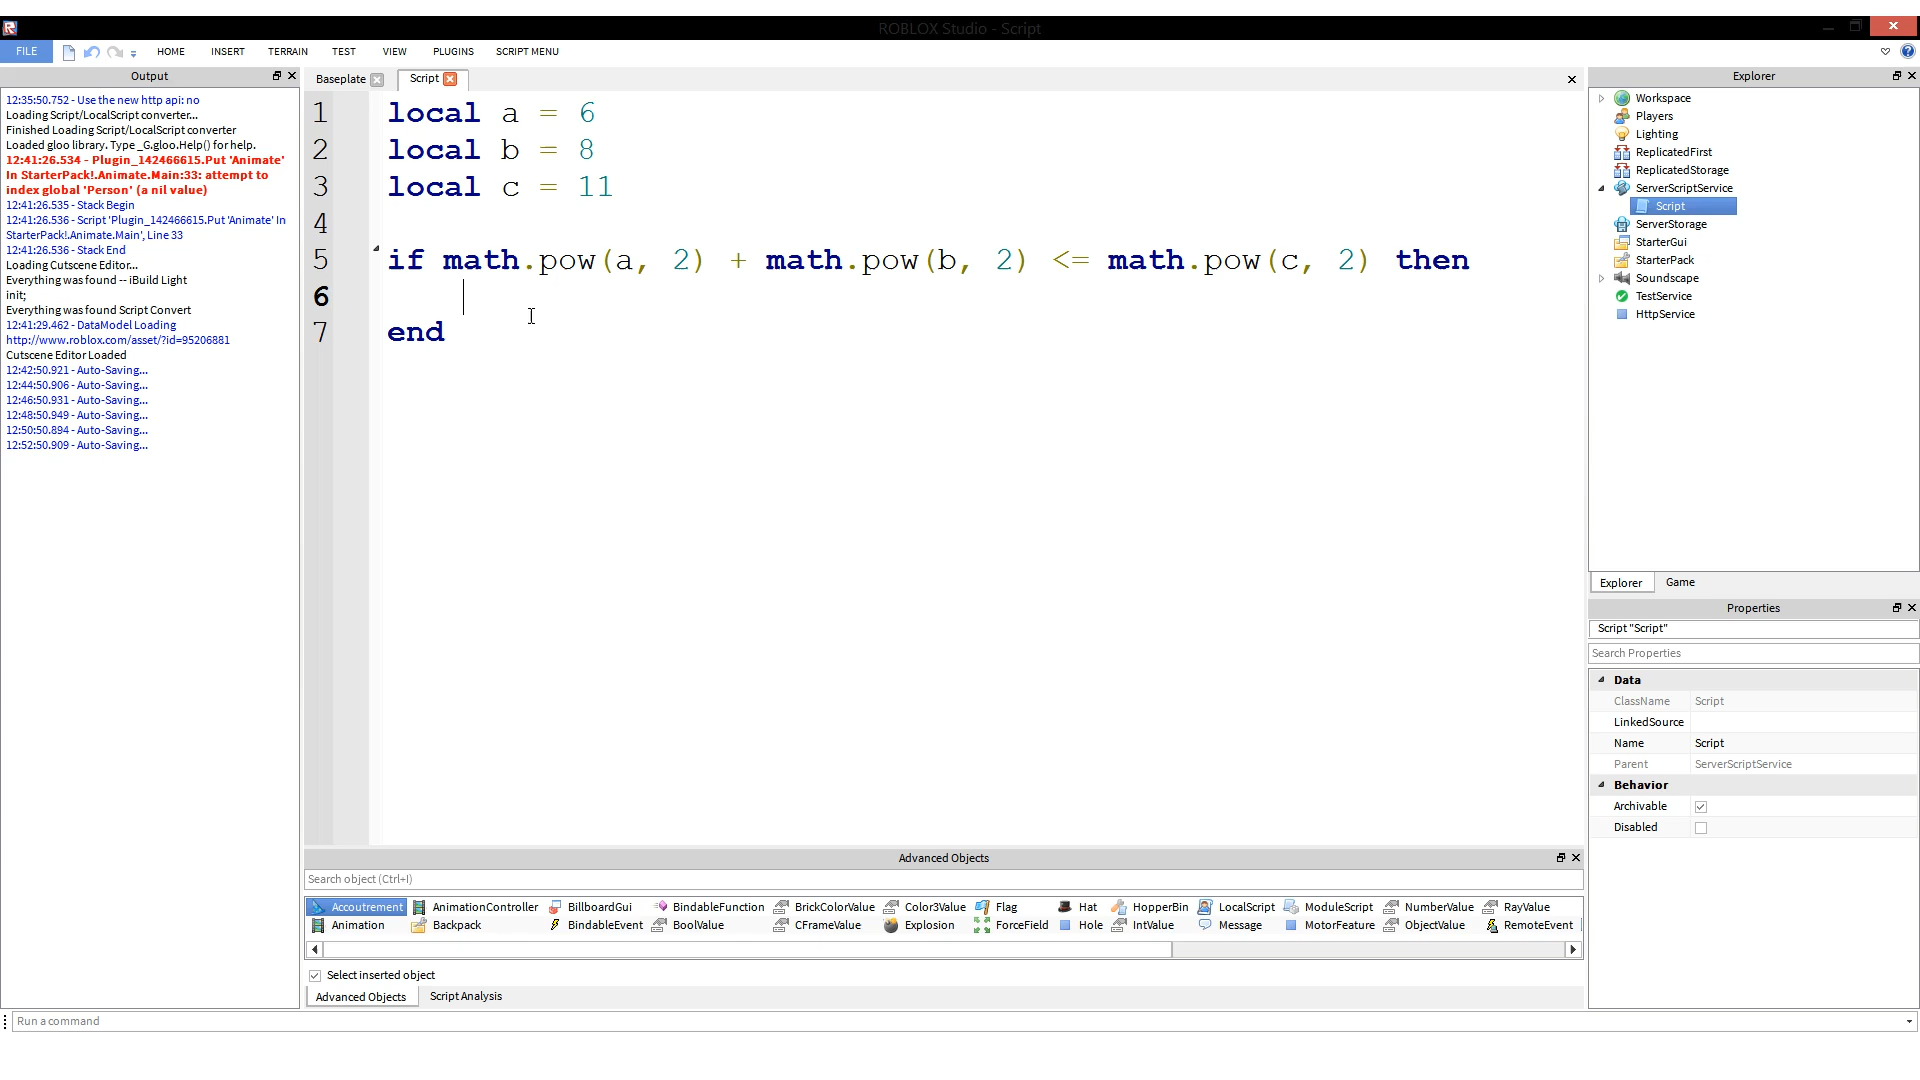 ROBLOX Studio - Script
FILE HOME INSERT TERRAIN TEST VIEW PLUGINS SCRIPT MENU
Output
12:35:50.752 - Use the new http api: no
Loading Script/LocalScript converter...
Finished Loading Script/LocalScript converter
Loaded gloo library. Type _G.gloo.Help() for help.
12:41:26.534 - Plugin_142466615.Put 'Animate'
In StarterPack!.Animate.Main:33: attempt to
index global 'Person' (a nil value)
12:41:26.535 - Stack Begin
12:41:26.536 - Script 'Plugin_142466615.Put 'Animate' In
StarterPack!.Animate.Main', Line 33
12:41:26.536 - Stack End
Loading Cutscene Editor...
Everything was found -- iBuild Light
init;
Everything was found Script Convert
12:41:29.462 - DataModel Loading
http://www.roblox.com/asset/?id=95206881
Cutscene Editor Loaded
12:42:50.921 - Auto-Saving...
12:44:50.906 - Auto-Saving...
12:46:50.931 - Auto-Saving...
12:48:50.949 - Auto-Saving...
12:50:50.894 - Auto-Saving...
12:52:50.909 - Auto-Saving...
Baseplate Script
1 local a = 6
2 local b = 8
3 local c = 11
4
5 if math.pow(a, 2) + math.pow(b, 2) <= math.pow(c, 2) then
6
7 end
Advanced Objects
Search object (Ctrl+I)
Accoutrement AnimationController BillboardGui BindableFunction BrickColorValue Color3Value Flag Hat HopperBin LocalScript ModuleScript NumberValue RayValue
Animation Backpack BindableEvent BoolValue CFrameValue Explosion ForceField Hole IntValue Message MotorFeature ObjectValue RemoteEvent
Select inserted object
Advanced Objects Script Analysis
Run a command
Explorer
Workspace
Players
Lighting
ReplicatedFirst
ReplicatedStorage
ServerScriptService
Script
ServerStorage
StarterGui
StarterPack
Soundscape
TestService
HttpService
Explorer Game
Properties
Script "Script"
Search Properties
Data
ClassName Script
LinkedSource
Name Script
Parent ServerScriptService
Behavior
Archivable
Disabled